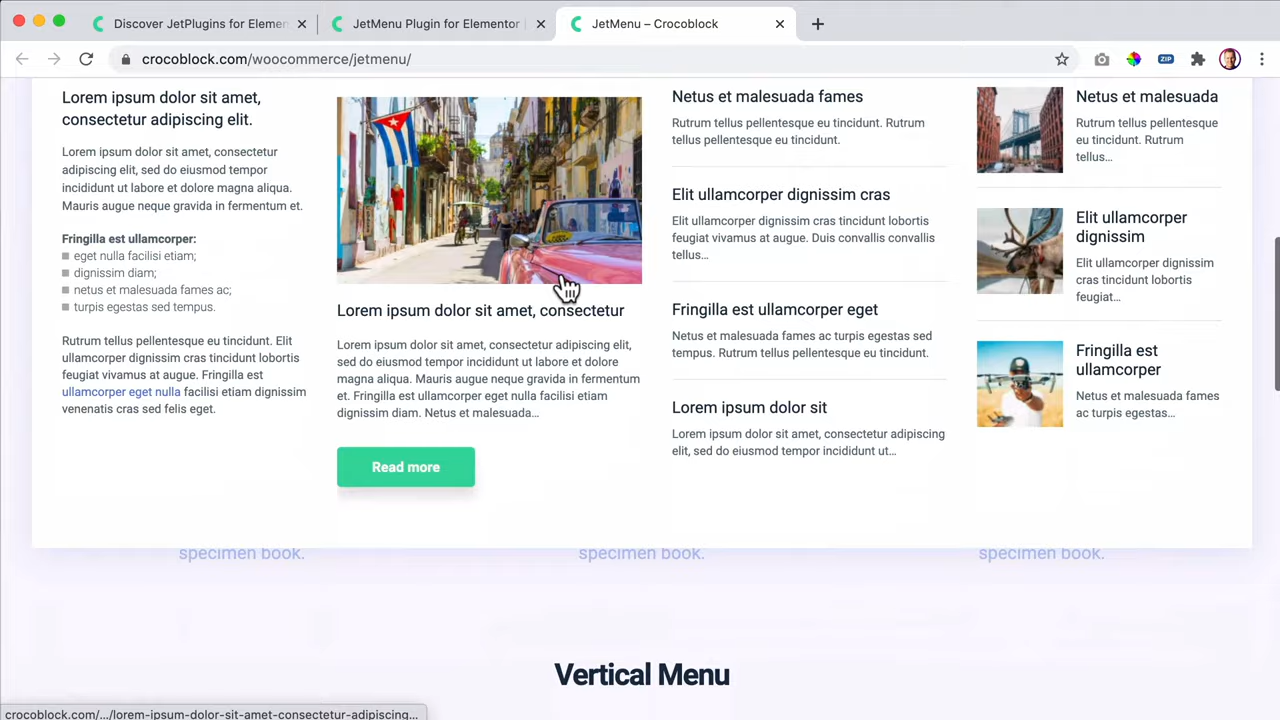 Discover JetPlugins for Elemen
JetMenu Plugin for Elementor
JetMenu – Crocoblock
crocoblock.com/woocommerce/jetmenu/
ZIP
Lorem ipsum dolor sit amet,
consectetur adipiscing elit.
Lorem ipsum dolor sit amet, consectetur
adipiscing elit, sed do eiusmod tempor
incididunt ut labore et dolore magna aliqua.
Mauris augue neque gravida in fermentum et.
Fringilla est ullamcorper:
eget nulla facilisi etiam;
dignissim diam;
netus et malesuada fames ac;
turpis egestas sed tempus.
Rutrum tellus pellentesque eu tincidunt. Elit
ullamcorper dignissim cras tincidunt lobortis
feugiat vivamus at augue. Fringilla est
ullamcorper eget nulla facilisi etiam dignissim
venenatis cras sed felis eget.
Lorem ipsum dolor sit amet, consectetur
Lorem ipsum dolor sit amet, consectetur adipiscing elit,
sed do eiusmod tempor incididunt ut labore et dolore
magna aliqua. Mauris augue neque gravida in fermentum
et. Fringilla est ullamcorper eget nulla facilisi etiam
dignissim diam. Netus et malesuada…
Read more
Netus et malesuada fames
Rutrum tellus pellentesque eu tincidunt. Rutrum
tellus pellentesque eu tincidunt.
Elit ullamcorper dignissim cras
Elit ullamcorper dignissim cras tincidunt lobortis
feugiat vivamus at augue. Duis convallis convallis
tellus…
Fringilla est ullamcorper eget
Netus et malesuada fames ac turpis egestas sed
tempus. Rutrum tellus pellentesque eu tincidunt.
Lorem ipsum dolor sit
Lorem ipsum dolor sit amet, consectetur adipiscing
elit, sed do eiusmod tempor incididunt ut…
Netus et malesuada
Rutrum tellus pellentesque
eu tincidunt. Rutrum
tellus…
Elit ullamcorper
dignissim
Elit ullamcorper dignissim
cras tincidunt lobortis
feugiat…
Fringilla est
ullamcorper
Netus et malesuada fames
ac turpis egestas…
specimen book.
specimen book.
specimen book.
Vertical Menu
crocoblock.com/…/lorem-ipsum-dolor-sit-amet-consectetur-adipiscing…